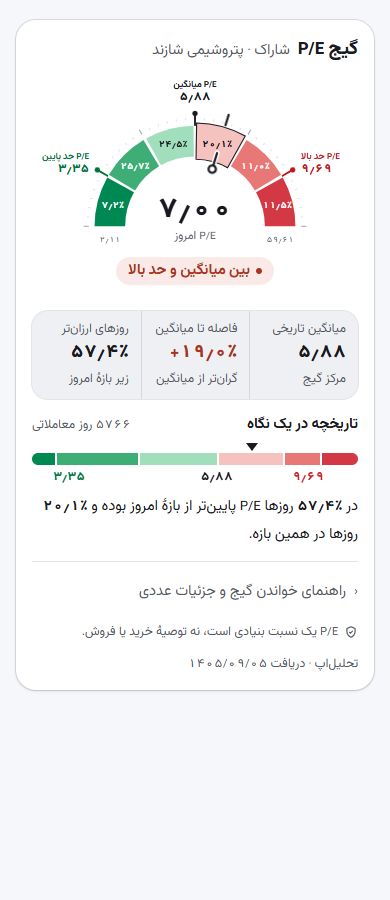 گیج P/E شاراک · پتروشیمی شازند
P/E میانگین
۵٫۸۸
P/E حد پایین
۳٫۳۵
P/E حد بالا
۹٫۶۹
۷٫۲٪
۲۵٫۷٪
۲۴٫۵٪
۲۰٫۱٪
۱۱٫۰٪
۱۱٫۵٪
۷٫۰۰
P/E امروز
۲٫۱۱
۵۹٫۶۱
بین میانگین و حد بالا
میانگین تاریخی
۵٫۸۸
مرکز گیج
فاصله تا میانگین
+۱۹٫۰٪
گران‌تر از میانگین
روزهای ارزان‌تر
۵۷٫۴٪
زیر بازهٔ امروز
تاریخچه در یک نگاه
۵۷۶۶ روز معاملاتی
۳٫۳۵
۵٫۸۸
۹٫۶۹
در ۵۷٫۴٪ روزها P/E پایین‌تر از بازهٔ امروز بوده و ۲۰٫۱٪
روزها در همین بازه.
‹ راهنمای خواندن گیج و جزئیات عددی
P/E یک نسبت بنیادی است، نه توصیهٔ خرید یا فروش.
تحلیل‌اپ · دریافت ۱۴۰۵/۰۹/۰۵